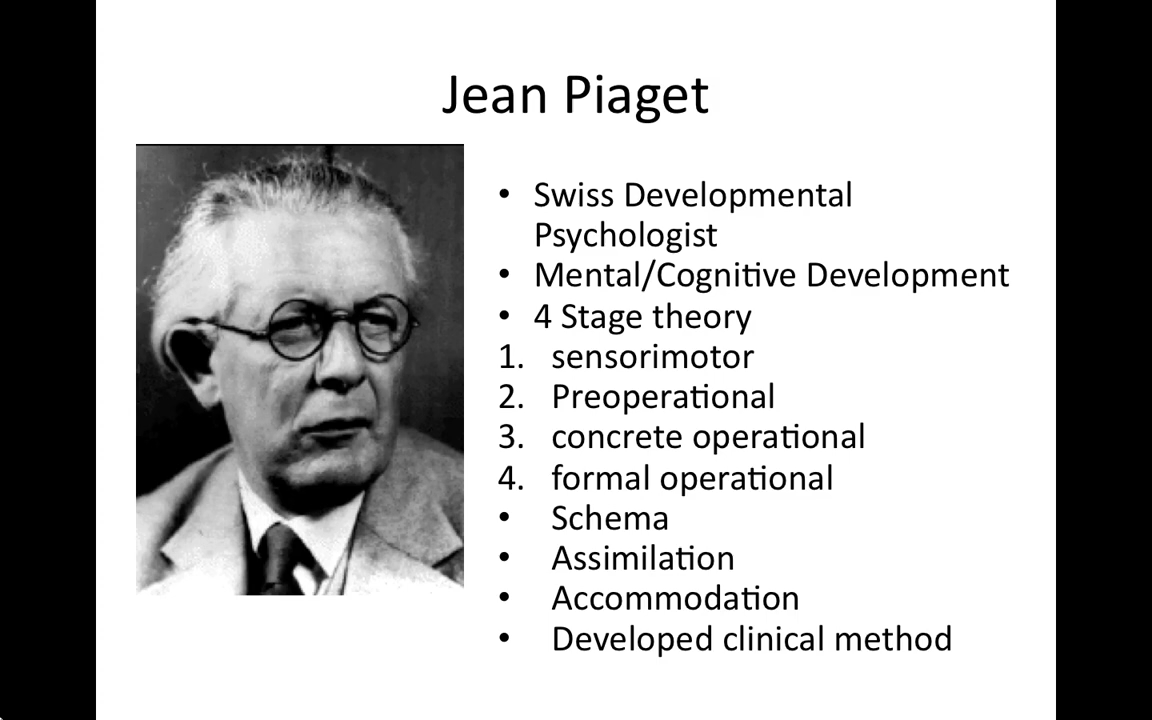 Jean Piaget
• Swiss Developmental
Psychologist
• Mental/Cognitive Development
• 4 Stage theory
1. sensorimotor
2. Preoperational
3. concrete operational
4. formal operational
• Schema
• Assimilation
• Accommodation
• Developed clinical method